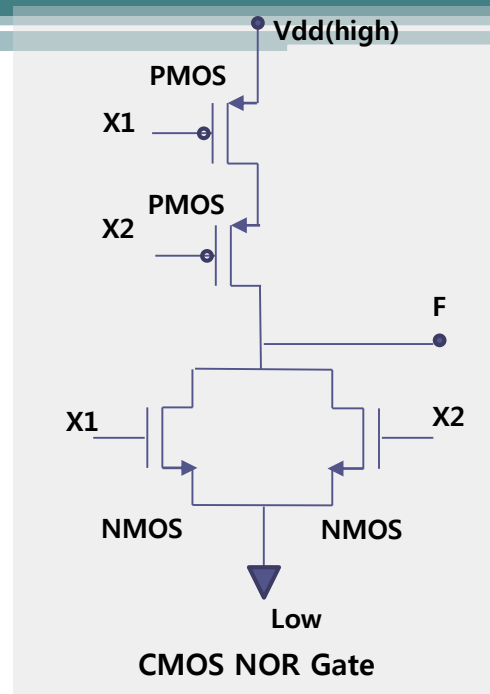 Vdd(high)
PMOS
X1
PMOS
X2
F
X1
X2
NMOS
NMOS
Low
CMOS NOR Gate